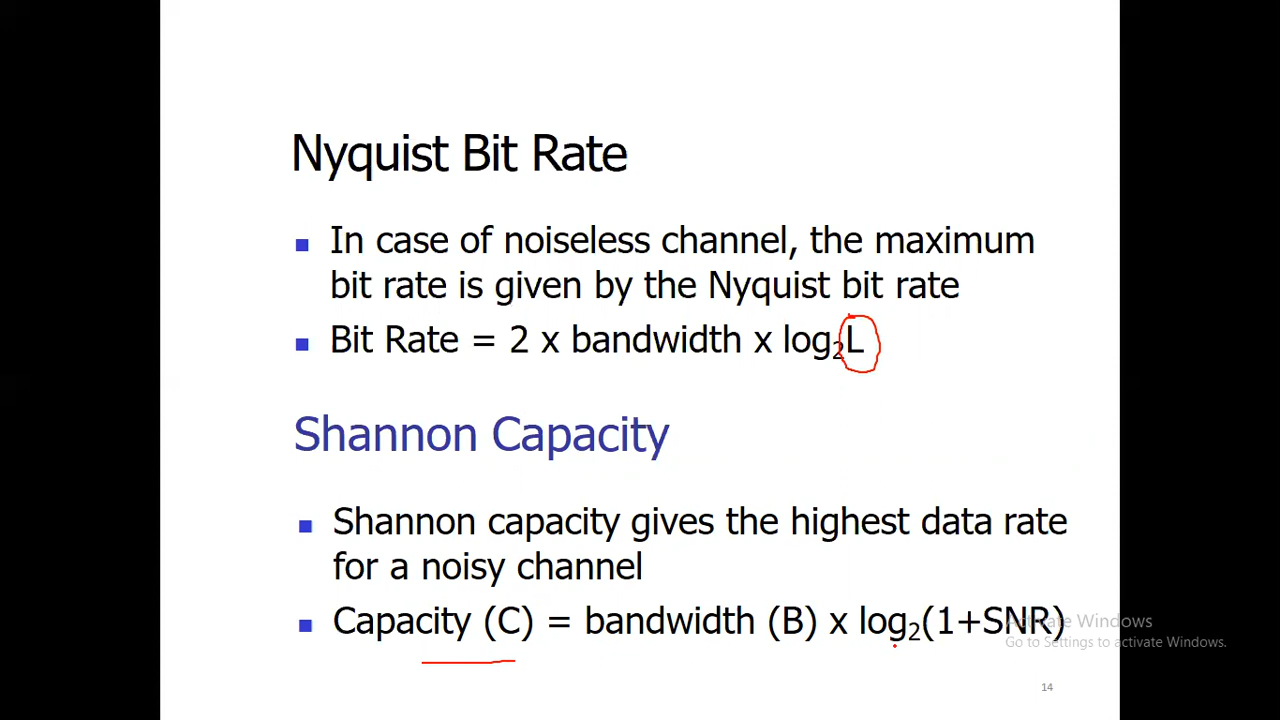 Nyquist Bit Rate
In case of noiseless channel, the maximum
bit rate is given by the Nyquist bit rate
Bit Rate = 2 x bandwidth x log₂L
Shannon Capacity
Shannon capacity gives the highest data rate
for a noisy channel
Capacity (C) = bandwidth (B) x log₂(1+SNR)
Activate Windows
Go to Settings to activate Windows.
14